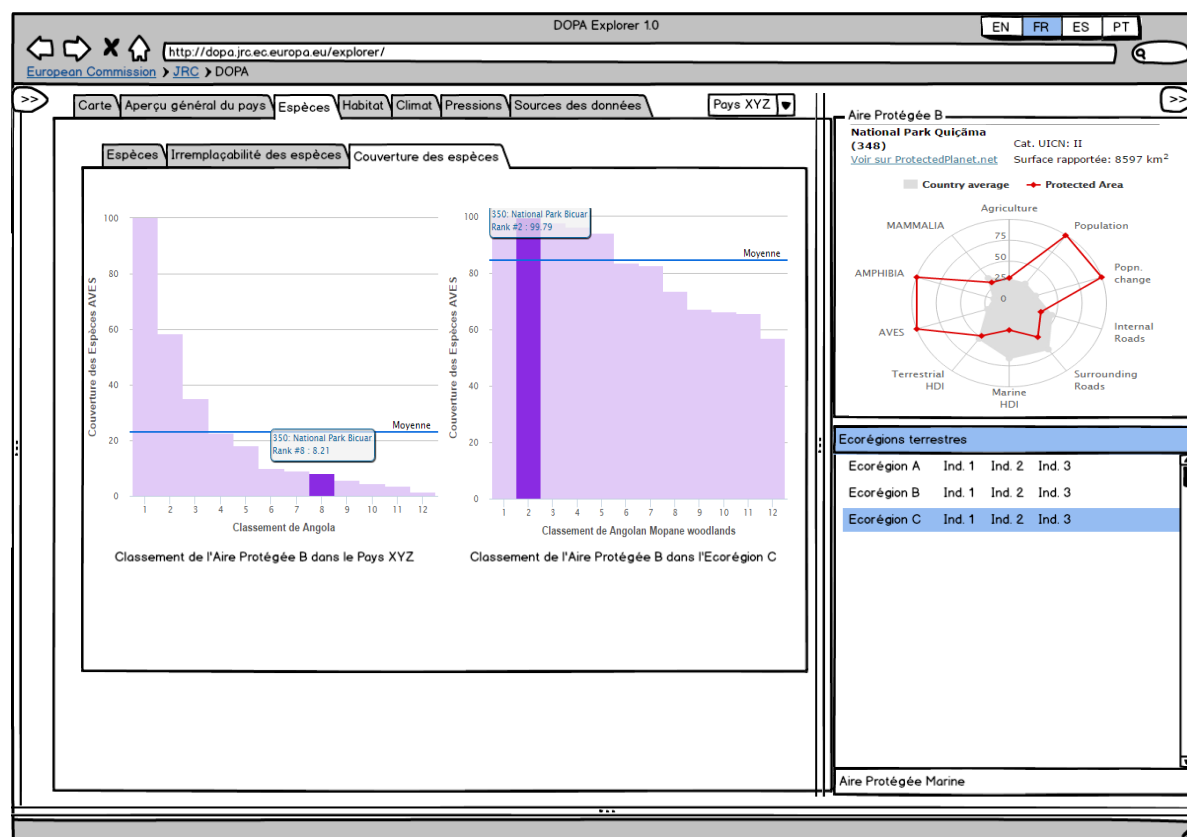 DOPA Explorer 1.0
EN FR ES PT
http://dopa.jrc.ec.europa.eu/explorer/
European Commission > JRC > DOPA
>>
Carte Aperçu général du pays Espèces Habitat Climat Pressions Sources des données
Pays XYZ
Espèces Irremplaçabilité des espèces Couverture des espèces
Couverture des Espèces AVES
100
80
60
40
20
0
Moyenne
350: National Park Bicuar
Rank #8 : 8.21
1 2 3 4 5 6 7 8 9 10 11 12
Classement de Angola
Classement de l'Aire Protégée B dans le Pays XYZ
Couverture des Espèces AVES
100
80
60
40
20
0
350: National Park Bicuar
Rank #2 : 99.79
Moyenne
1 2 3 4 5 6 7 8 9 10 11 12
Classement de Angolan Mopane woodlands
Classement de l'Aire Protégée B dans l'Ecorégion C
>>
Aire Protégée B
National Park Quiçãma
(348)
Voir sur ProtectedPlanet.net
Cat. UICN: II
Surface rapportée: 8597 km²
Country average Protected Area
Agriculture
MAMMALIA
Population
75
50
25
0
AMPHIBIA
Popn.
change
AVES
Internal
Roads
Terrestrial
HDI
Marine
HDI
Surrounding
Roads
Ecorégions terrestres
Ecorégion A Ind. 1 Ind. 2 Ind. 3
Ecorégion B Ind. 1 Ind. 2 Ind. 3
Ecorégion C Ind. 1 Ind. 2 Ind. 3
Aire Protégée Marine